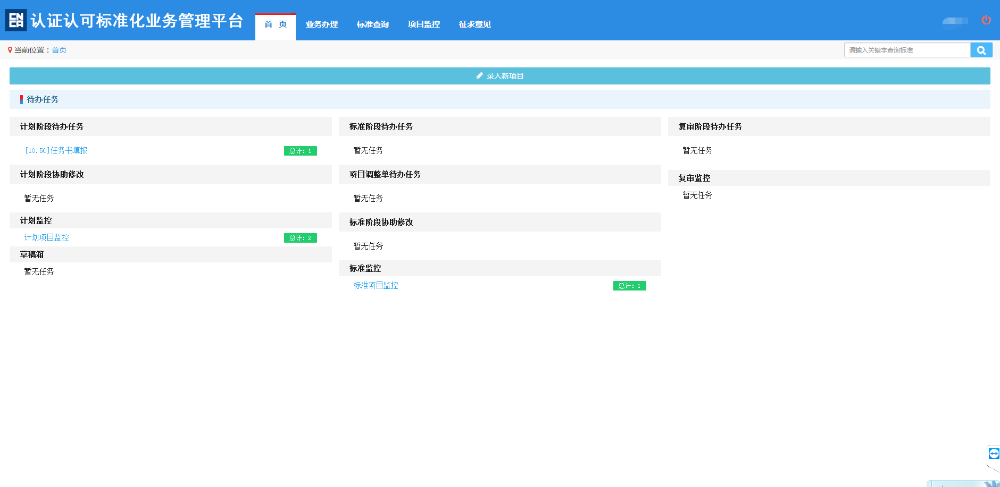 认证认可标准化业务管理平台
首 页 业务办理 标准查询 项目监控 征求意见
当前位置：首页
请输入关键字查询标准
录入新项目
待办任务
计划阶段待办任务
[10.50]任务书填报 总计: 1
计划阶段协助修改
暂无任务
计划监控
计划项目监控 总计: 2
草稿箱
暂无任务
标准阶段待办任务
暂无任务
项目调整单待办任务
暂无任务
标准阶段协助修改
暂无任务
标准监控
标准项目监控 总计: 1
复审阶段待办任务
暂无任务
复审监控
暂无任务